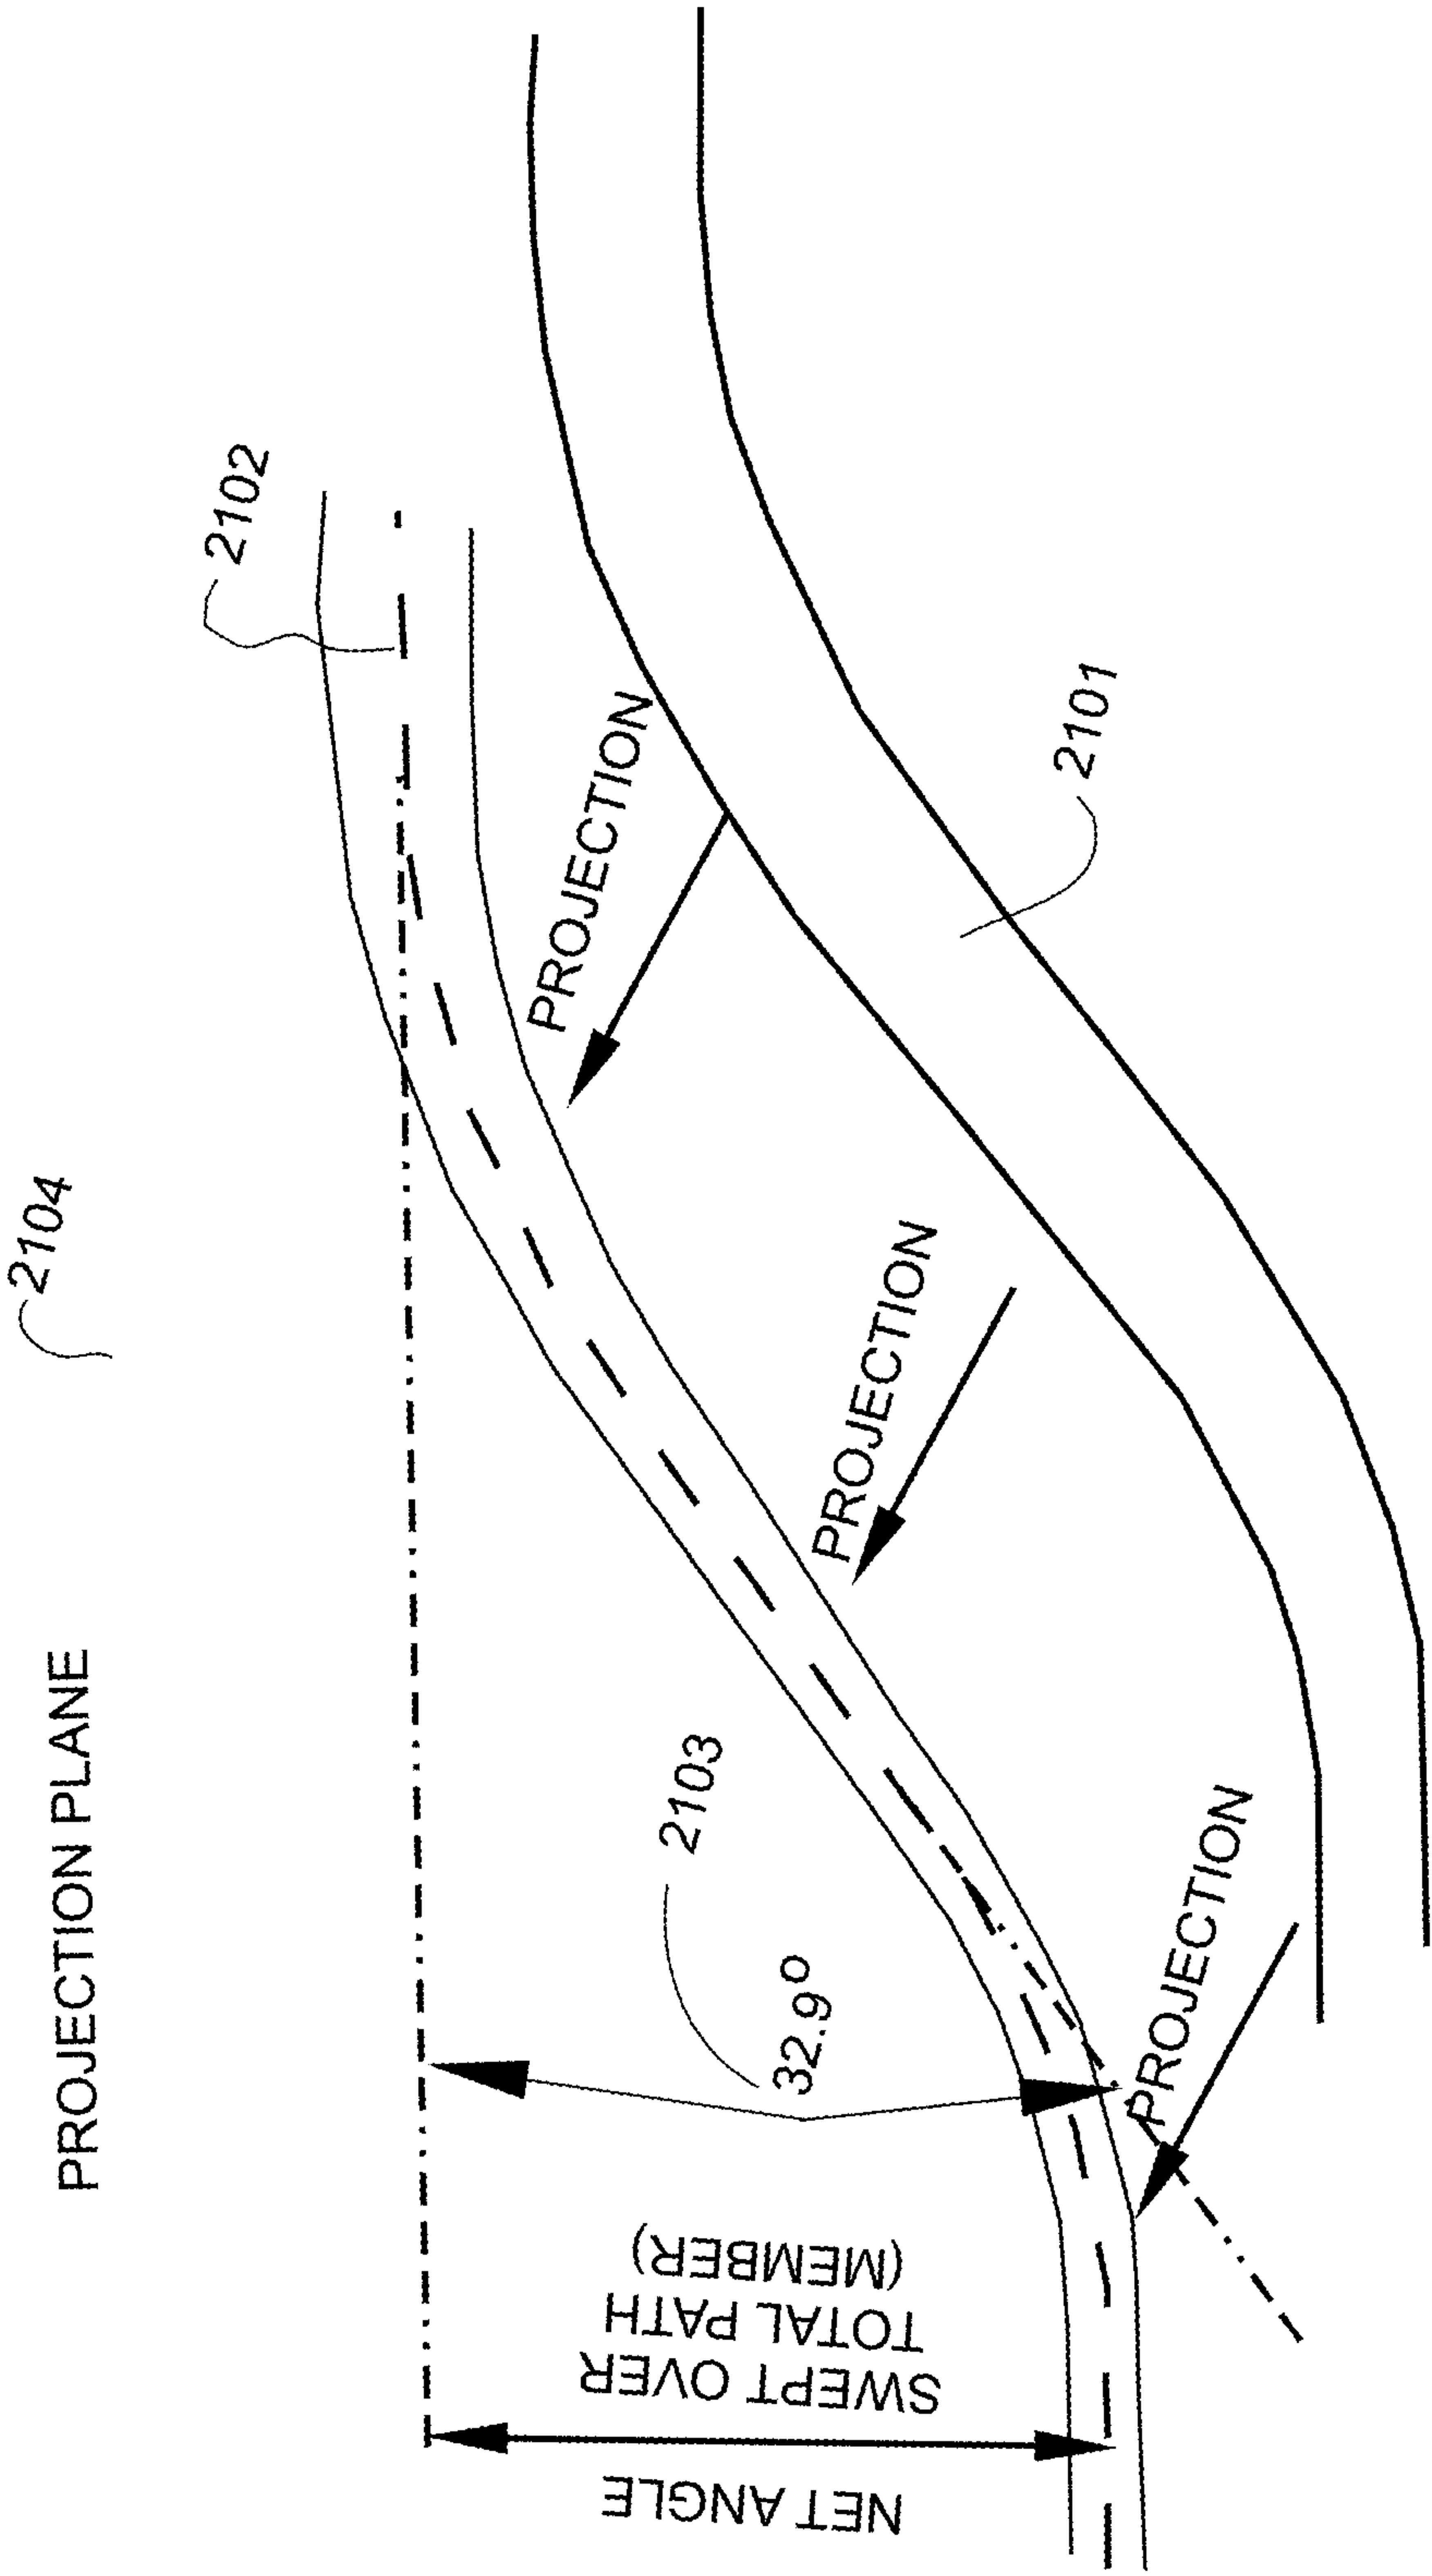 PROJECTION PLANE
2104
2102
2103
32.9°
PROJECTION
PROJECTION
PROJECTION
2101
NET ANGLE
SWEPT OVER
TOTAL PATH
(MEMBER)